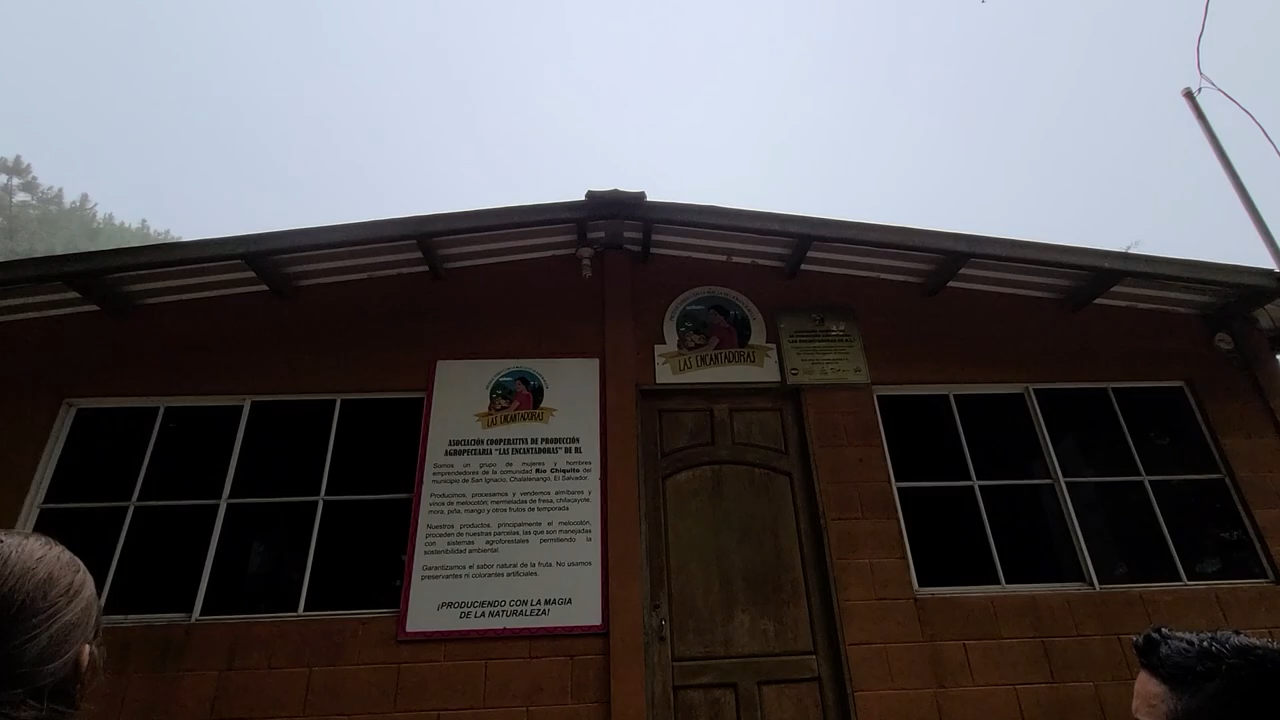 LAS ENCANTADORAS
ASOCIACIÓN COOPERATIVA DE PRODUCCIÓN
AGROPECUARIA "LAS ENCANTADORAS" DE RL
Somos un grupo de mujeres y hombres
emprendedores de la comunidad Río Chiquito del
municipio de San Ignacio, Chalatenango, El Salvador.
Producimos, procesamos y vendemos almíbares y
vinos de melocotón; mermeladas de fresa, chilacayote,
mora, piña, mango y otros frutos de temporada
Nuestros productos, principalmente el melocotón,
proceden de nuestras parcelas, las que son manejadas
con sistemas agroforestales permitiendo la
sostenibilidad ambiental.
Garantizamos el sabor natural de la fruta. No usamos
preservantes ni colorantes artificiales.
¡PRODUCIENDO CON LA MAGIA
DE LA NATURALEZA!
LAS ENCANTADORAS
"LAS ENCANTADORAS DE R.L."